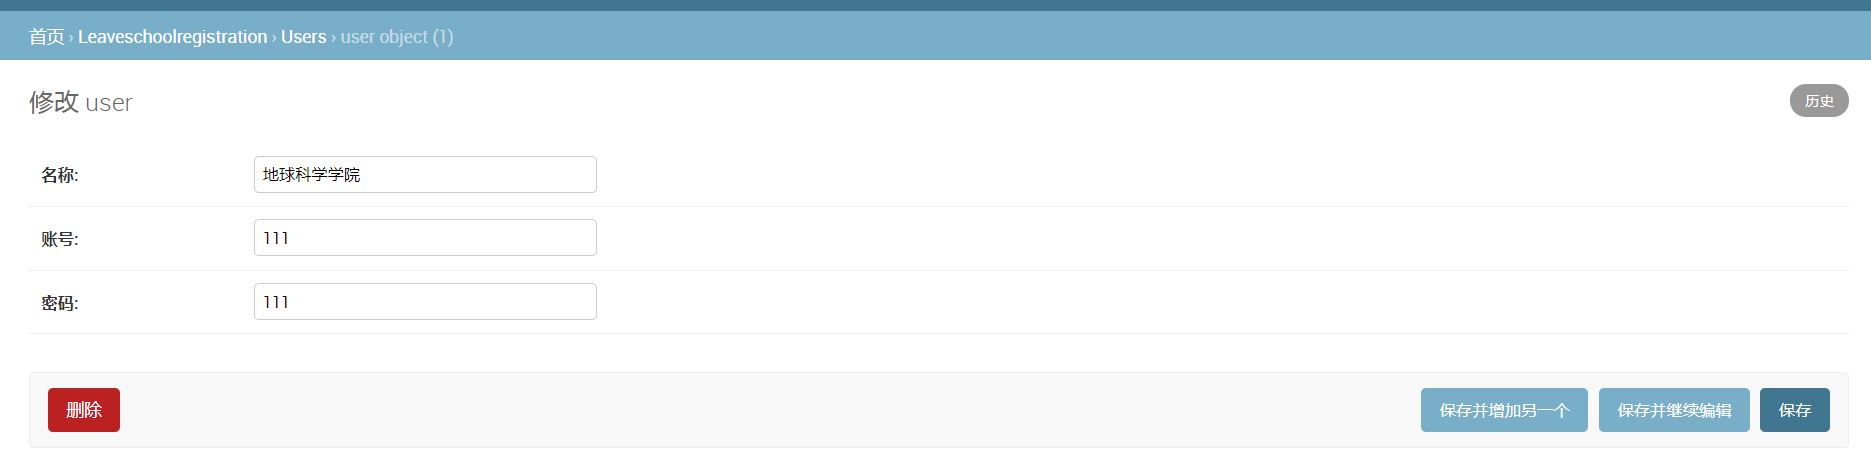 首页 › Leaveschoolregistration › Users › user object (1)
修改 user
历史
名称: 地球科学学院
账号: 111
密码: 111
删除 保存并增加另一个 保存并继续编辑 保存